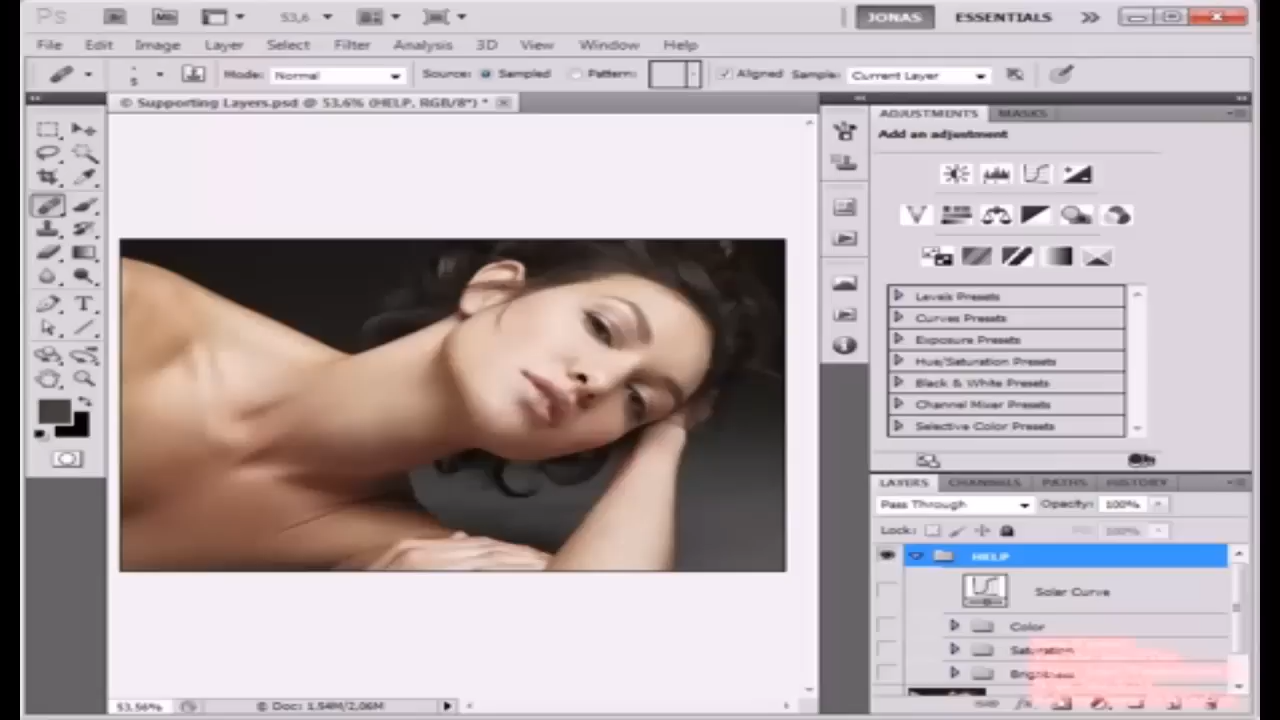 Ps Br Mb 53,6 JONAS ESSENTIALS
File Edit Image Layer Select Filter Analysis 3D View Window Help
5 Mode: Normal Source: Sampled Pattern: Aligned Sample: Current Layer
© Supporting Layers.psd @ 53,6% (HELP, RGB/8*) *
ADJUSTMENTS MASKS
Add an adjustment
Levels Presets
Curves Presets
Exposure Presets
Hue/Saturation Presets
Black & White Presets
Channel Mixer Presets
Selective Color Presets
LAYERS CHANNELS PATHS HISTORY
Pass Through Opacity: 100%
Lock: 100%
HELP
Solar Curve
Color
Saturation
Brightness
53,56% © Doc: 1,54M/2,06M